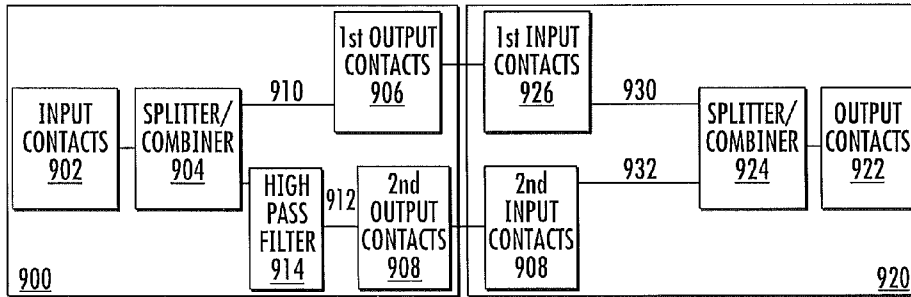 INPUT
CONTACTS
902
SPLITTER/
COMBINER
904
910
1st OUTPUT
CONTACTS
906
HIGH
PASS
FILTER
914
912
2nd
OUTPUT
CONTACTS
908
900
1st INPUT
CONTACTS
926
930
2nd
INPUT
CONTACTS
908
932
SPLITTER/
COMBINER
924
OUTPUT
CONTACTS
922
920